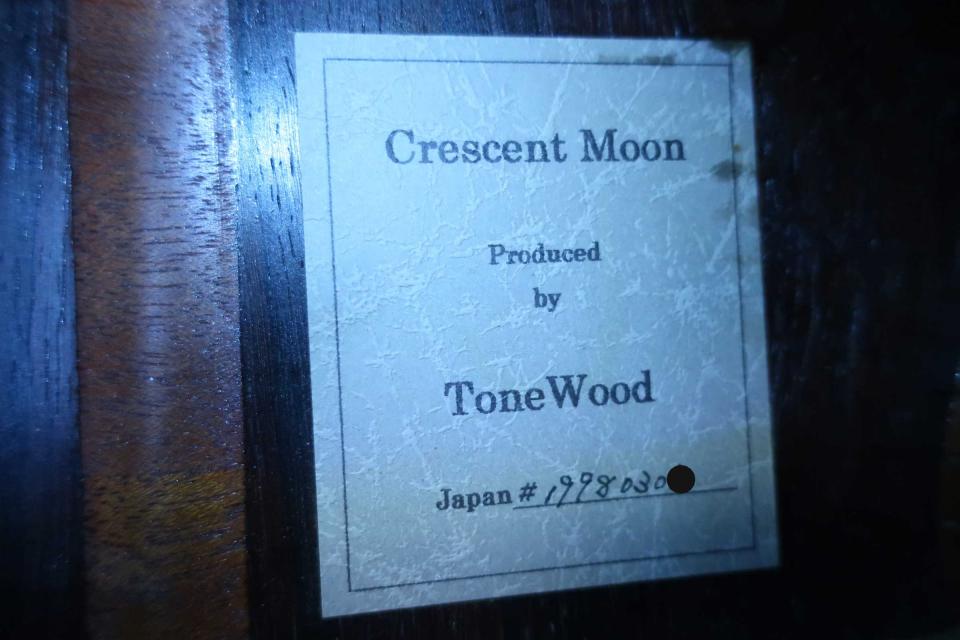 Crescent Moon
Produced
by
ToneWood
Japan # 1998030